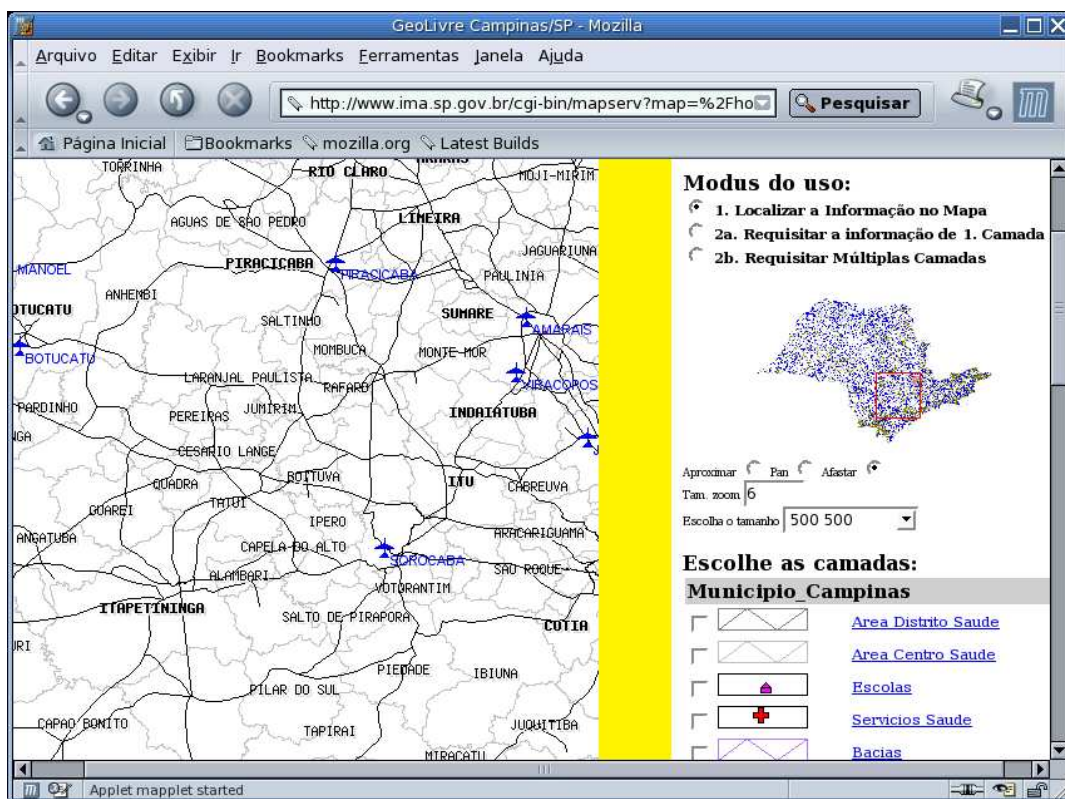 GeoLivre Campinas/SP - Mozilla
Arquivo Editar Exibir Ir Bookmarks Ferramentas Janela Ajuda
http://www.ima.sp.gov.br/cgi-bin/mapserv?map=%2Fho
Pesquisar
Página Inicial Bookmarks mozilla.org Latest Builds
TORRINHA
RIO CLARO
ARARAS
MOJI-MIRIM
AGUAS DE SAO PEDRO
LIMEIRA
JAGUARIUNA
MANOEL
PIRACICABA
PIRACICABA
PAULINIA
ANHENBI
OTUCATU
SALTINHO
SUMARE
AMARAIS
BOTUCATU
MOMBUCA
MONTE-MOR
LARANJAL PAULISTA
RAFARD
VIRACOPOS
PARDINHO
PEREIRAS
JUMIRIM
INDAIATUBA
NGA
CESARIO LANGE
QUADRA
BOITUVA
ITU
CABREUVA
GUAREI
TATUI
IPERO
ARACARIGUAMA
ANGATUBA
CAPELA DO ALTO
SOROCABA
SAO ROQUE
ALAMBARI
VOTORANTIM
ITAPETININGA
SALTO DE PIRAPORA
COTIA
URI
PIEDADE
IBIUNA
PILAR DO SUL
CAPAO BONITO
TAPIRAI
JUQUITIBA
MIRACATU
Modus do uso:
1. Localizar a Informação no Mapa
2a. Requisitar a informação de 1. Camada
2b. Requisitar Múltiplas Camadas
Aproximar Pan Afastar
Tam. zoom 6
Escolha o tamanho 500 500
Escolhe as camadas:
Municipio_Campinas
Area Distrito Saude
Area Centro Saude
Escolas
Servicios Saude
Bacias
Applet mapplet started